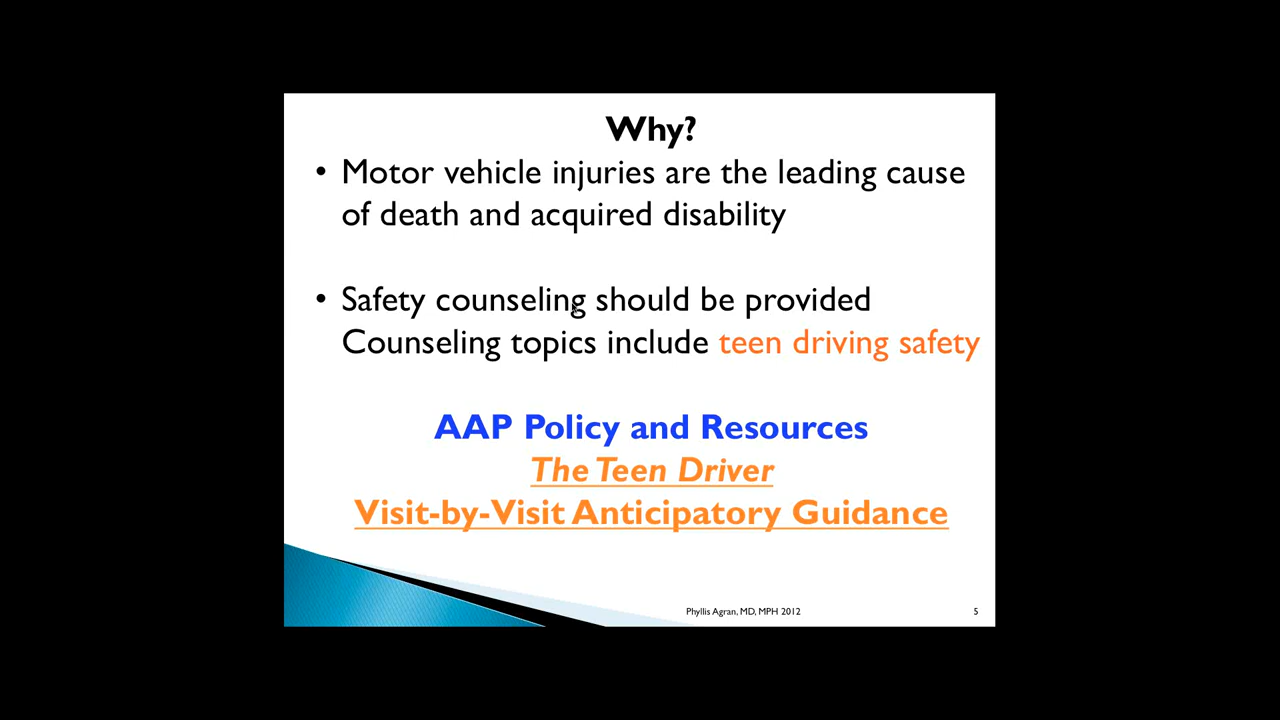 Why?
• Motor vehicle injuries are the leading cause
of death and acquired disability
• Safety counseling should be provided
Counseling topics include teen driving safety
AAP Policy and Resources
The Teen Driver
Visit-by-Visit Anticipatory Guidance
Phyllis Agran, MD, MPH 2012 5